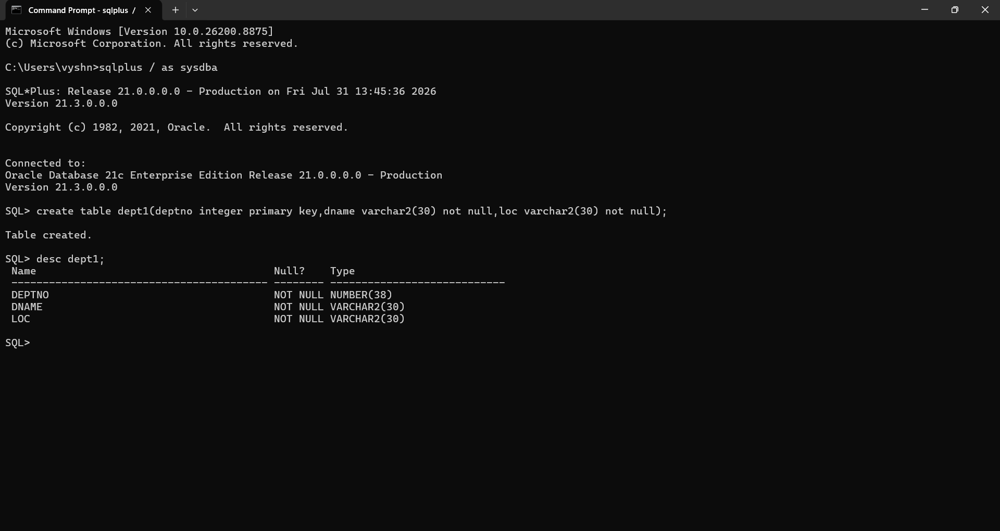 Command Prompt - sqlplus /
Microsoft Windows [Version 10.0.26200.8875]
(c) Microsoft Corporation. All rights reserved.
C:\Users\vyshn>sqlplus / as sysdba
SQL*Plus: Release 21.0.0.0.0 - Production on Fri Jul 31 13:45:36 2026
Version 21.3.0.0.0
Copyright (c) 1982, 2021, Oracle.  All rights reserved.
Connected to:
Oracle Database 21c Enterprise Edition Release 21.0.0.0.0 - Production
Version 21.3.0.0.0
SQL> create table dept1(deptno integer primary key,dname varchar2(30) not null,loc varchar2(30) not null);
Table created.
SQL> desc dept1;
 Name                                      Null?    Type
 ----------------------------------------- -------- ----------------------------
 DEPTNO                                    NOT NULL NUMBER(38)
 DNAME                                     NOT NULL VARCHAR2(30)
 LOC                                       NOT NULL VARCHAR2(30)
SQL>